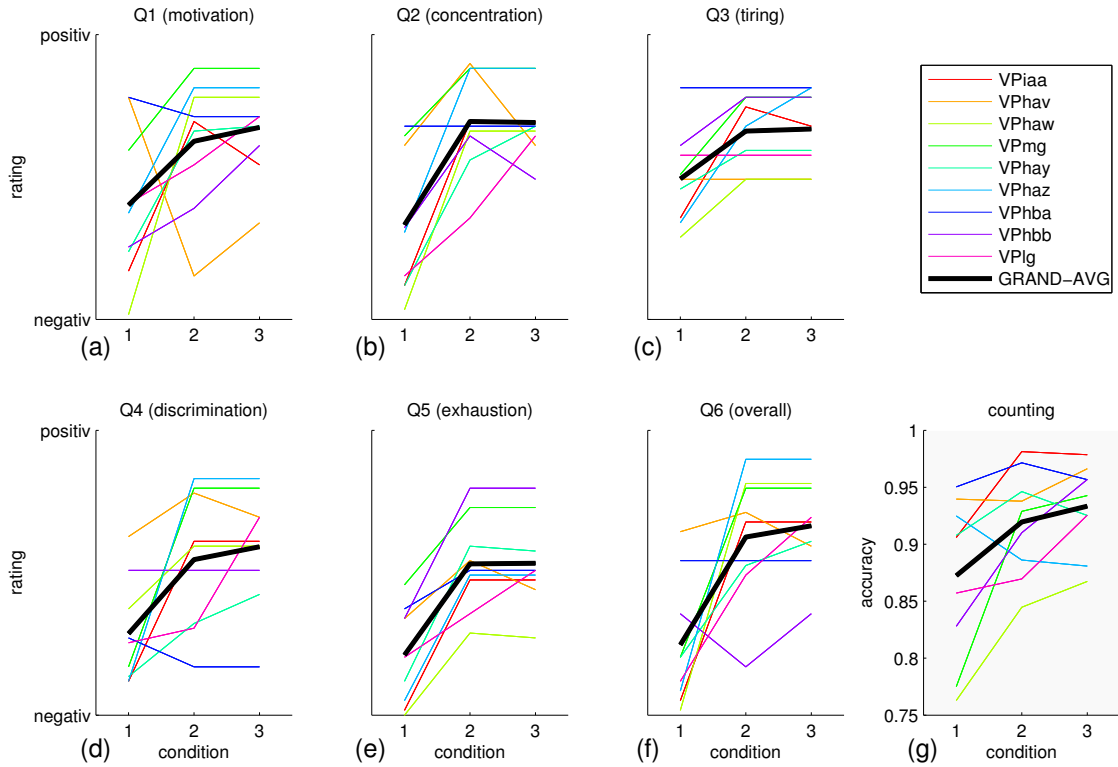 Q1 (motivation)
Q2 (concentration)
Q3 (tiring)
positiv
rating
negativ
1 2 3
1 2 3
1 2 3
(a)
(b)
(c)
VPiaa
VPhav
VPhaw
VPmg
VPhay
VPhaz
VPhba
VPhbb
VPlg
GRAND−AVG
Q4 (discrimination)
Q5 (exhaustion)
Q6 (overall)
counting
positiv
rating
negativ
1 2 3
condition
1 2 3
condition
1 2 3
condition
1
0.95
0.9
0.85
0.8
0.75
accuracy
1 2 3
condition
(d)
(e)
(f)
(g)